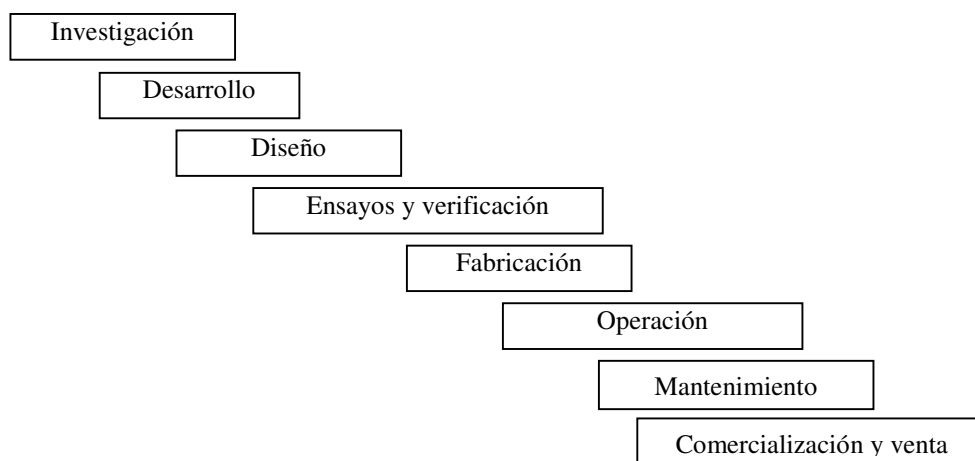 Investigación
Desarrollo
Diseño
Ensayos y verificación
Fabricación
Operación
Mantenimiento
Comercialización y venta